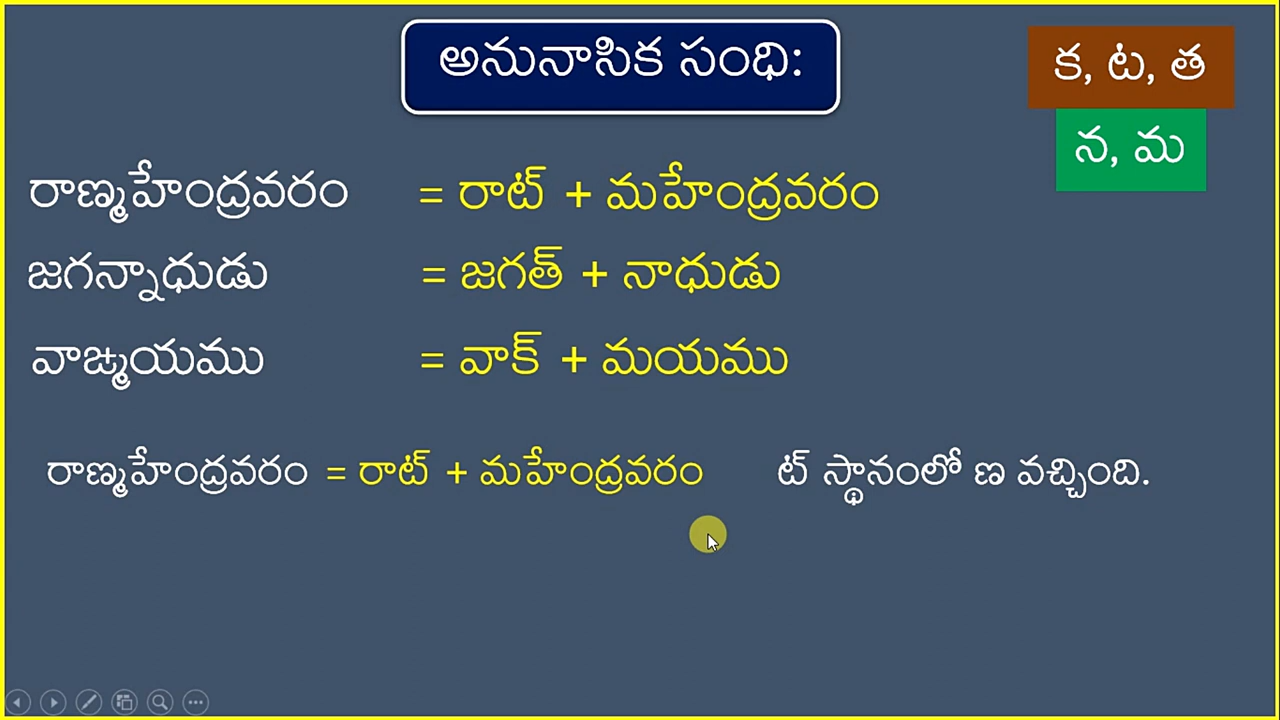 అనునాసిక సంధి:
క, ట, త
న, మ
రాణ్మహేంద్రవరం = రాట్ + మహేంద్రవరం
జగన్నాధుడు = జగత్ + నాధుడు
వాఙ్మయము = వాక్ + మయము
రాణ్మహేంద్రవరం = రాట్ + మహేంద్రవరం ట్ స్థానంలో ణ వచ్చింది.